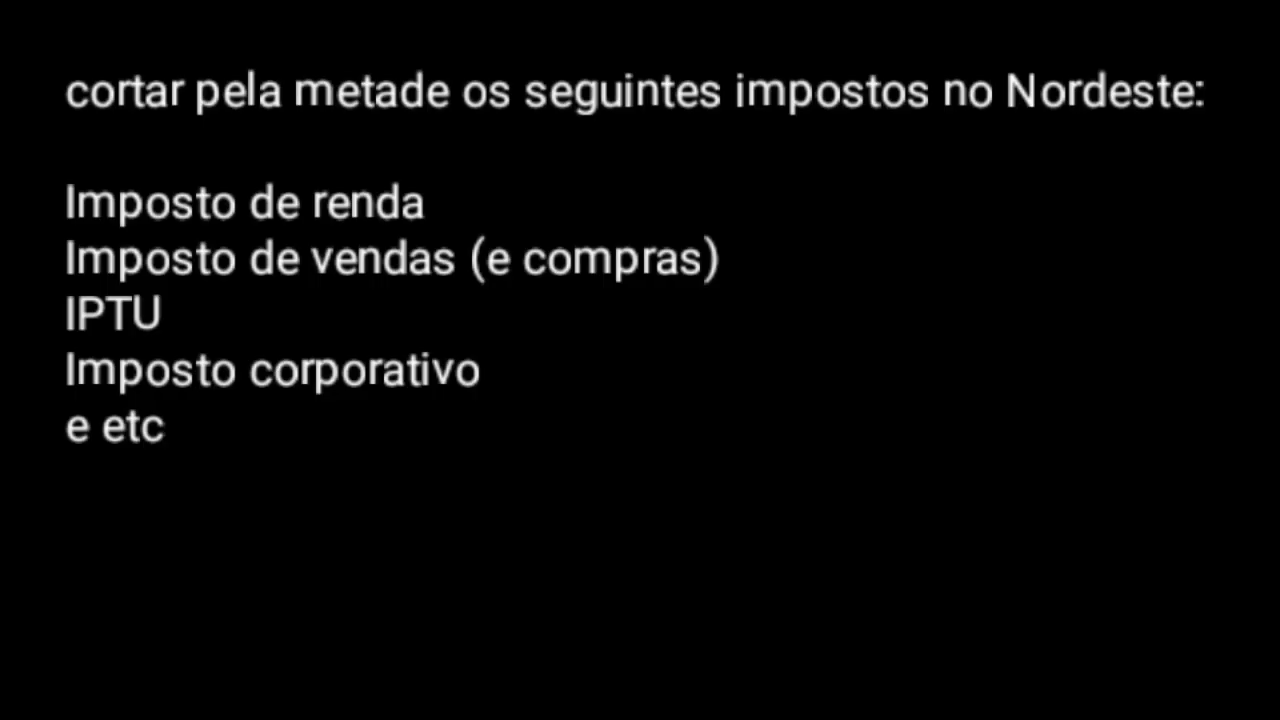 cortar pela metade os seguintes impostos no Nordeste:
Imposto de renda
Imposto de vendas (e compras)
IPTU
Imposto corporativo
e etc